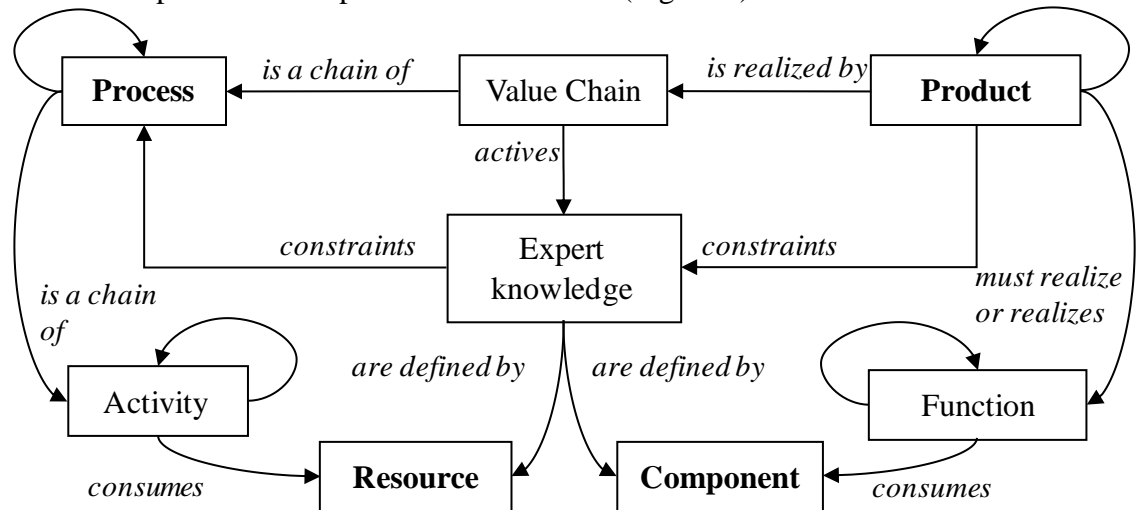 is a chain of
is realized by
Process
Value Chain
Product
actives
constraints
Expert
knowledge
constraints
must realize
or realizes
is a chain
of
are defined by
are defined by
Activity
Function
Resource
Component
consumes
consumes